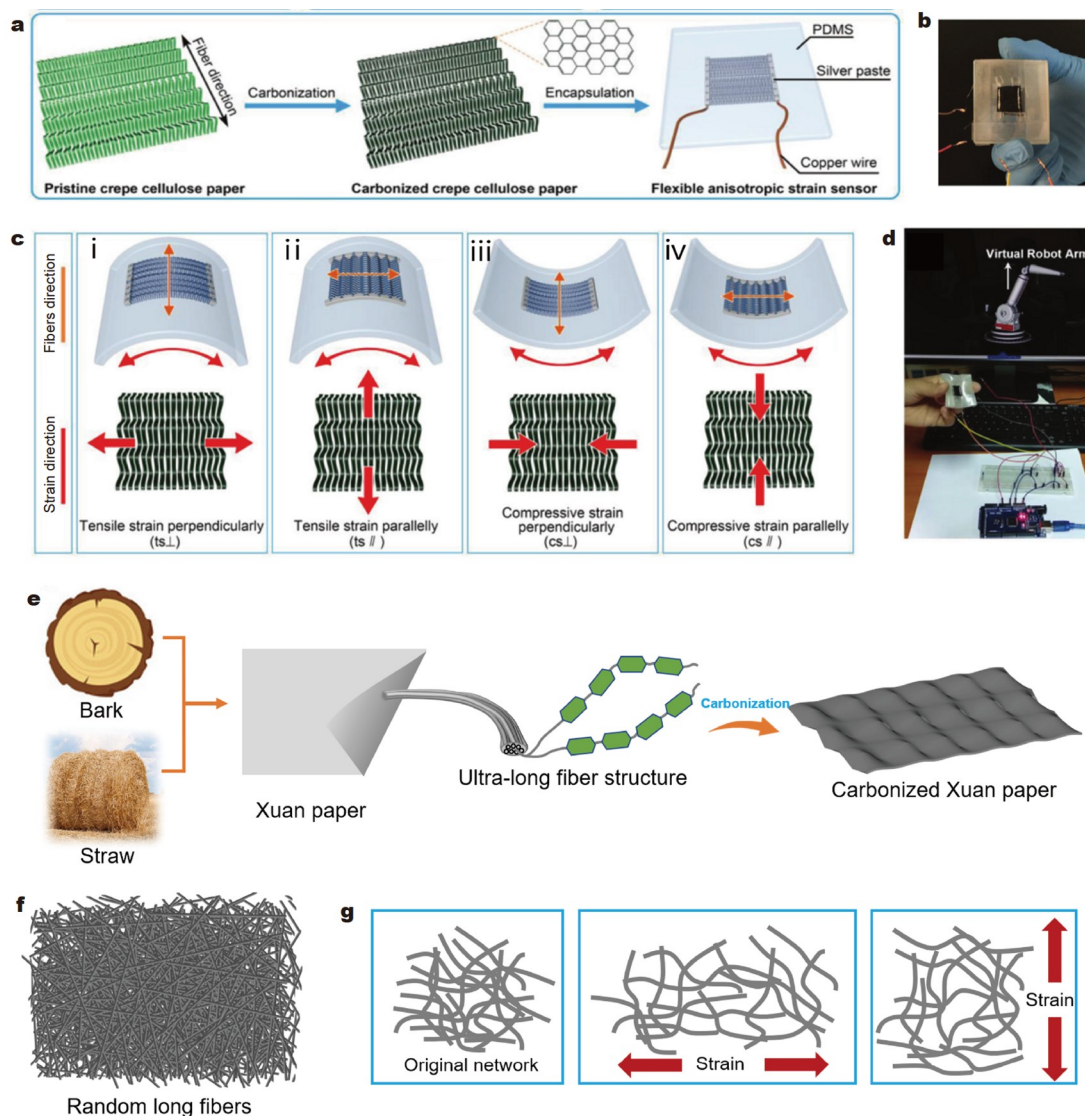 a
Fiber direction
Carbonization
Encapsulation
PDMS
Silver paste
Copper wire
Pristine crepe cellulose paper
Carbonized crepe cellulose paper
Flexible anisotropic strain sensor
b
c
Fibers direction
Strain direction
i
ii
iii
iv
Tensile strain perpendicularly
(ts⊥)
Tensile strain parallelly
(ts // )
Compressive strain
perpendicularly
(cs⊥)
Compressive strain parallelly
(cs // )
d
Virtual Robot Arm
e
Bark
Straw
Xuan paper
Ultra-long fiber structure
Carbonization
Carbonized Xuan paper
f
Random long fibers
g
Original network
Strain
Strain